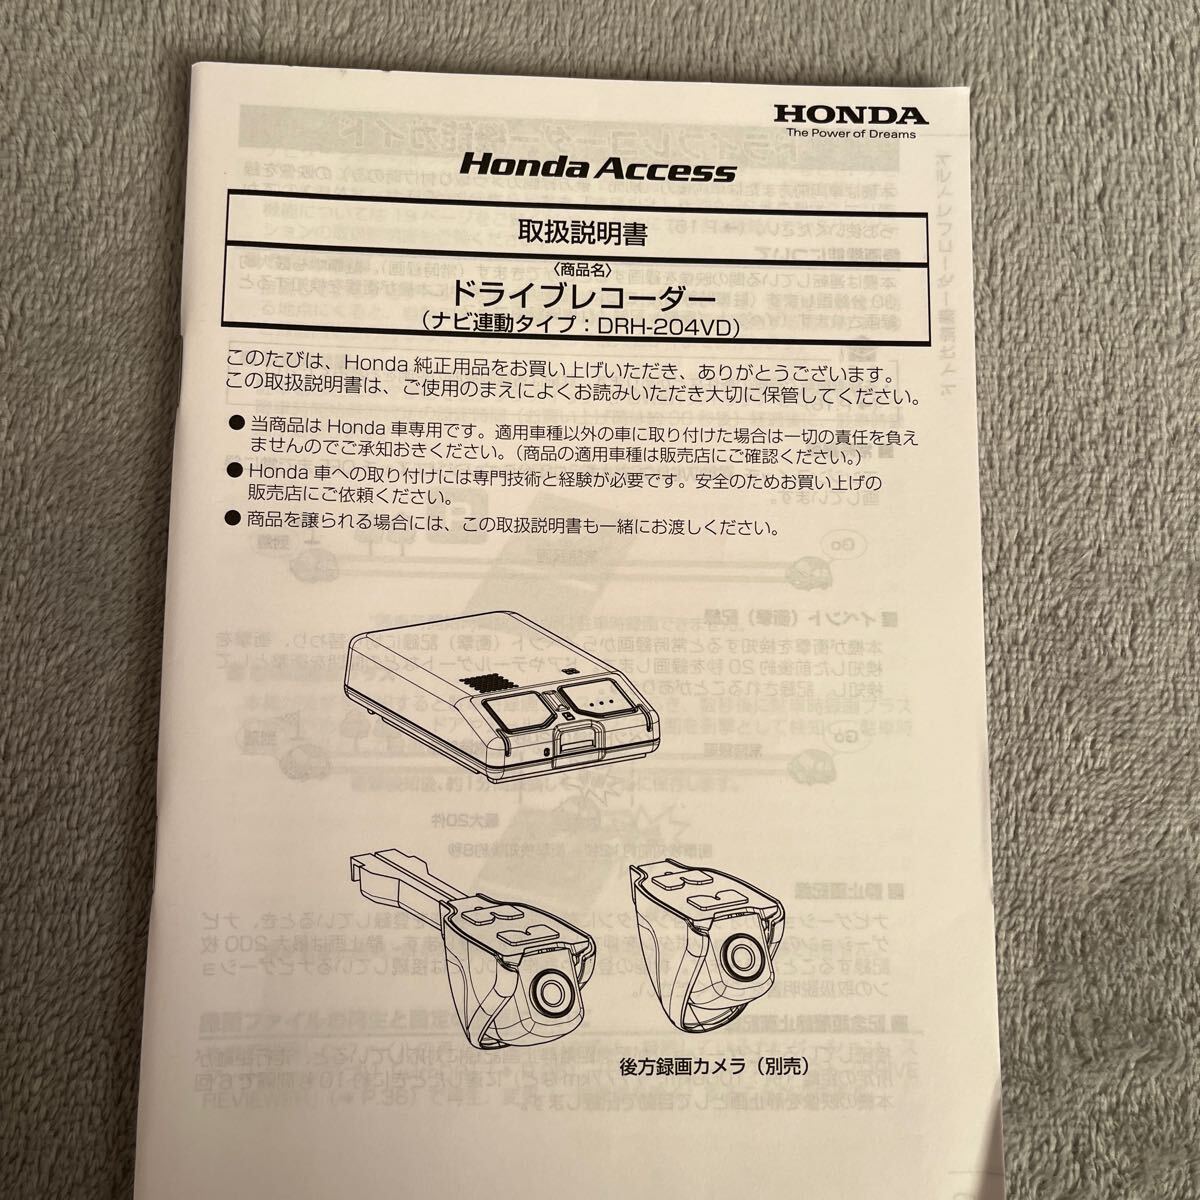 HONDA
The Power of Dreams
Honda Access
取扱説明書
〈商品名〉
ドライブレコーダー
(ナビ連動タイプ：DRH-204VD)
このたびは、Honda 純正用品をお買い上げいただき、ありがとうございます。
この取扱説明書は、ご使用のまえによくお読みいただき大切に保管してください。
● 当商品は Honda 車専用です。適用車種以外の車に取り付けた場合は一切の責任を負え
ませんのでご承知おきください。(商品の適用車種は販売店にご確認ください。)
● Honda 車への取り付けには専門技術と経験が必要です。安全のためお買い上げの
販売店にご依頼ください。
● 商品を譲られる場合には、この取扱説明書も一緒にお渡しください。
後方録画カメラ（別売）